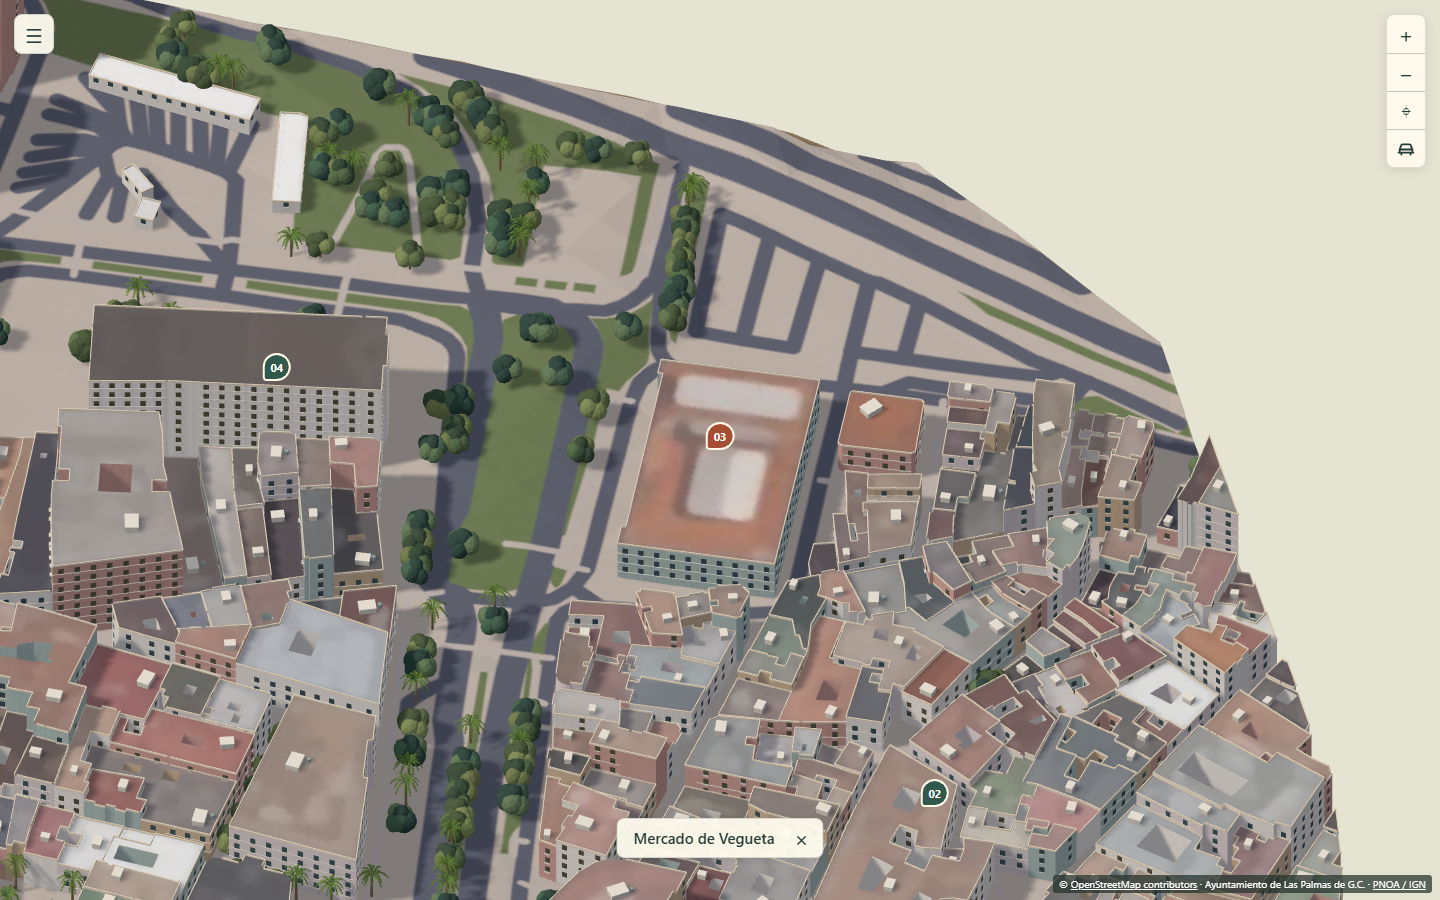 04
03
02
Mercado de Vegueta ×
© OpenStreetMap contributors · Ayuntamiento de Las Palmas de G.C. · PNOA / IGN